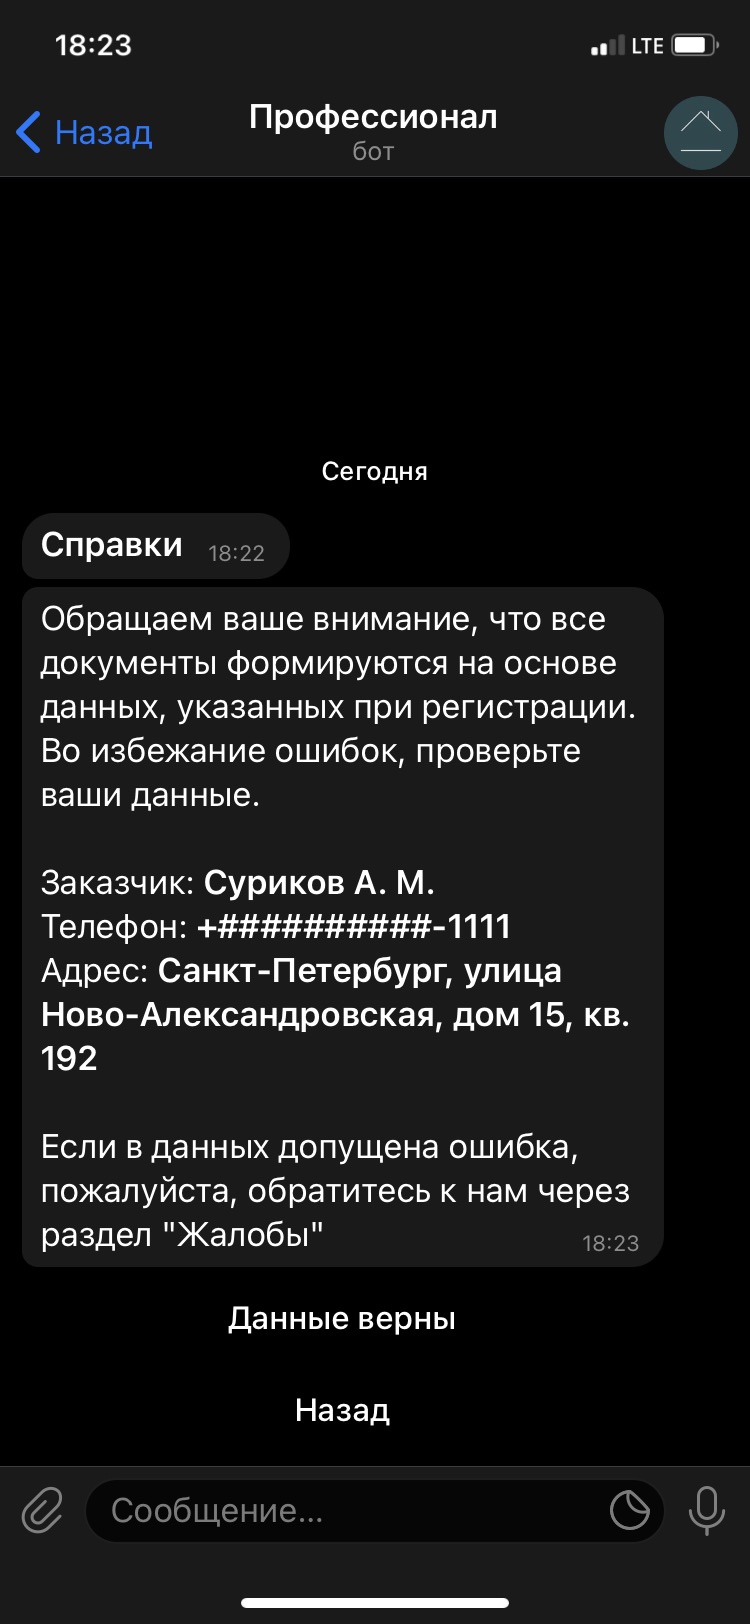 18:23
LTE
Назад
Профессионал
бот
Сегодня
Справки 18:22
Обращаем ваше внимание, что все
документы формируются на основе
данных, указанных при регистрации.
Во избежание ошибок, проверьте
ваши данные.
Заказчик: Суриков А. М.
Телефон: +##########-1111
Адрес: Санкт-Петербург, улица
Ново-Александровская, дом 15, кв.
192
Если в данных допущена ошибка,
пожалуйста, обратитесь к нам через
раздел "Жалобы" 18:23
Данные верны
Назад
Сообщение...